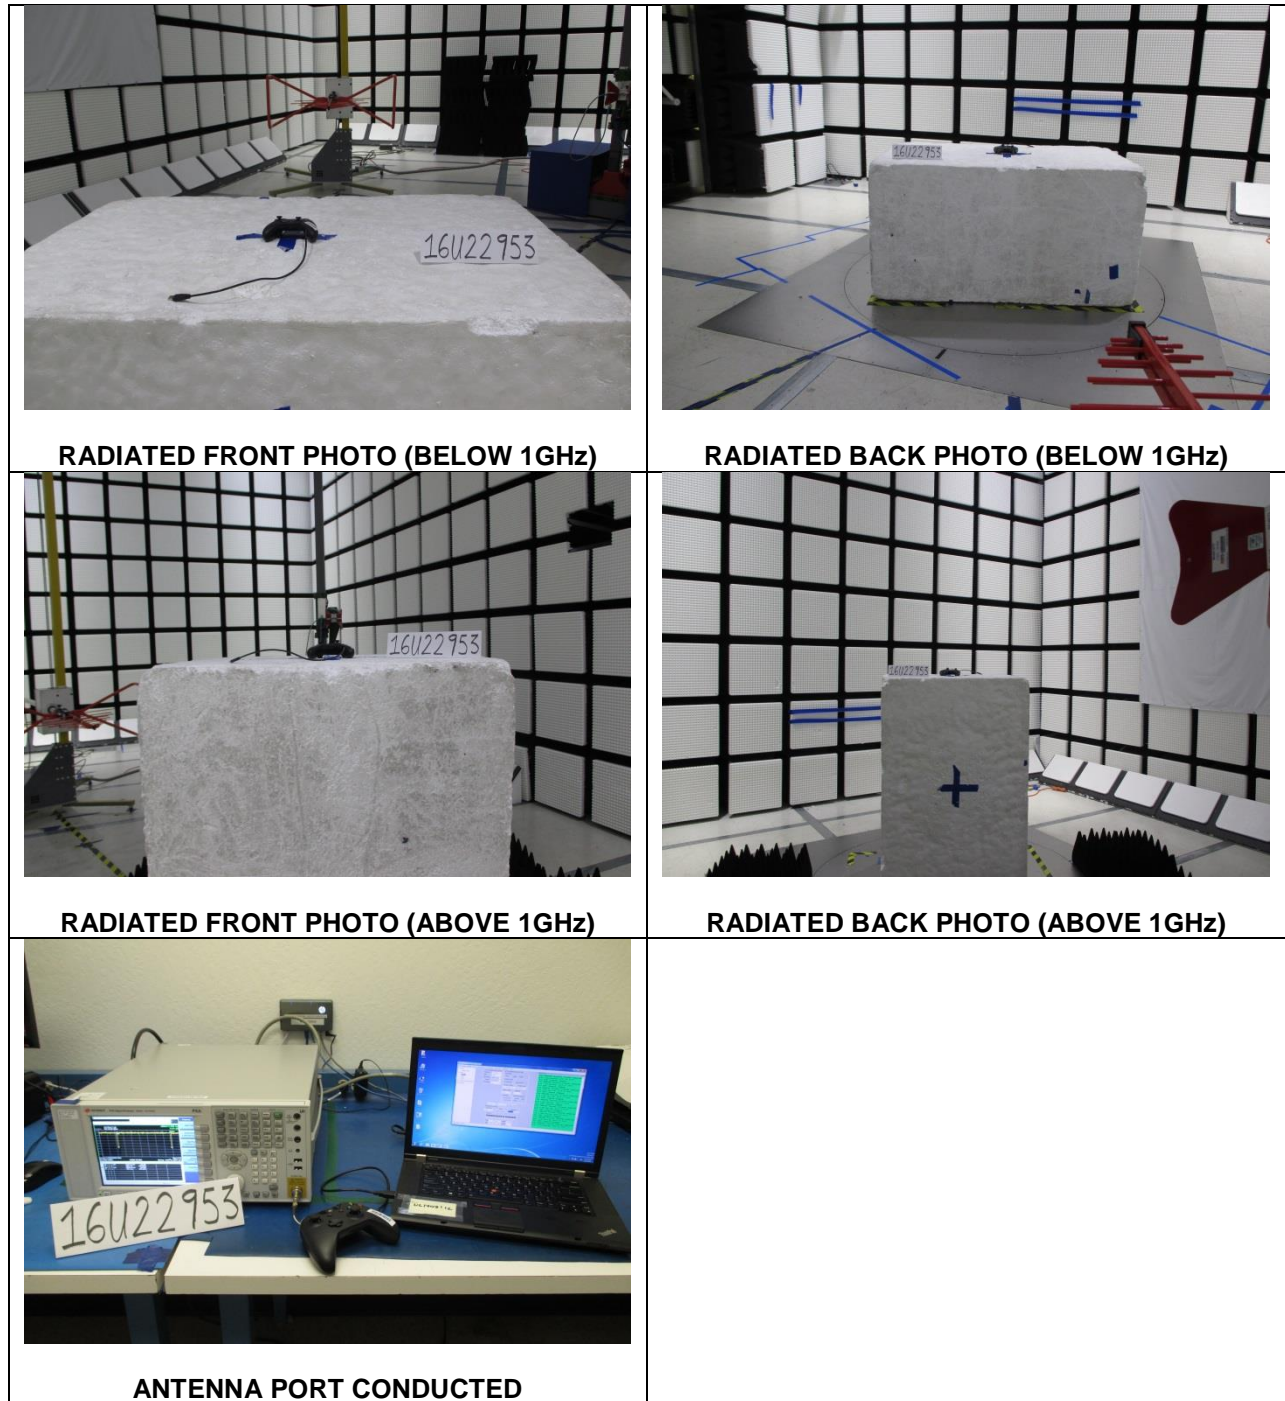 16U22953
16U22953
RADIATED FRONT PHOTO (BELOW 1GHz)
RADIATED BACK PHOTO (BELOW 1GHz)
16U22953
16U22953
RADIATED FRONT PHOTO (ABOVE 1GHz)
RADIATED BACK PHOTO (ABOVE 1GHz)
16U22953
ANTENNA PORT CONDUCTED